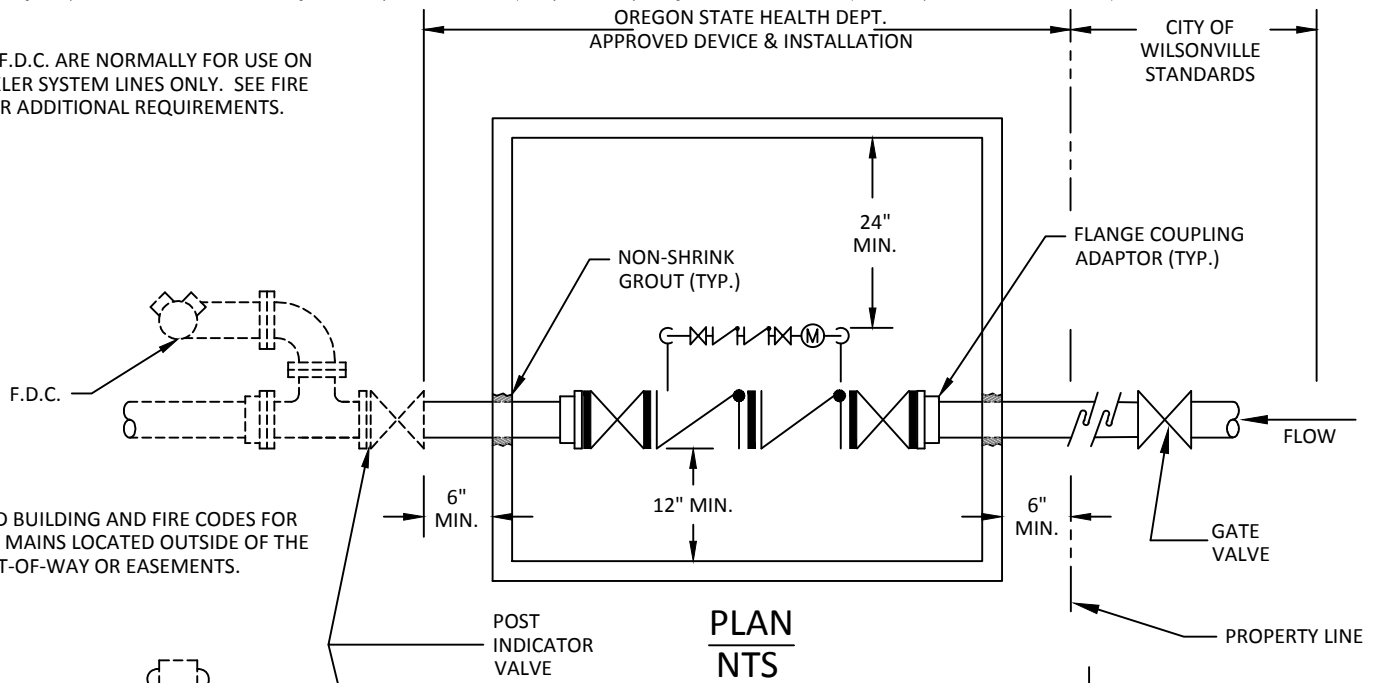 OREGON STATE HEALTH DEPT.
APPROVED DEVICE & INSTALLATION
CITY OF
WILSONVILLE
STANDARDS
F.D.C. ARE NORMALLY FOR USE ON
LER SYSTEM LINES ONLY. SEE FIRE
R ADDITIONAL REQUIREMENTS.
24"
MIN.
FLANGE COUPLING
ADAPTOR (TYP.)
NON-SHRINK
GROUT (TYP.)
M
F.D.C.
FLOW
6"
MIN.
12" MIN.
6"
MIN.
GATE
VALVE
D BUILDING AND FIRE CODES FOR
MAINS LOCATED OUTSIDE OF THE
T-OF-WAY OR EASEMENTS.
POST
INDICATOR
VALVE
PLAN
NTS
PROPERTY LINE